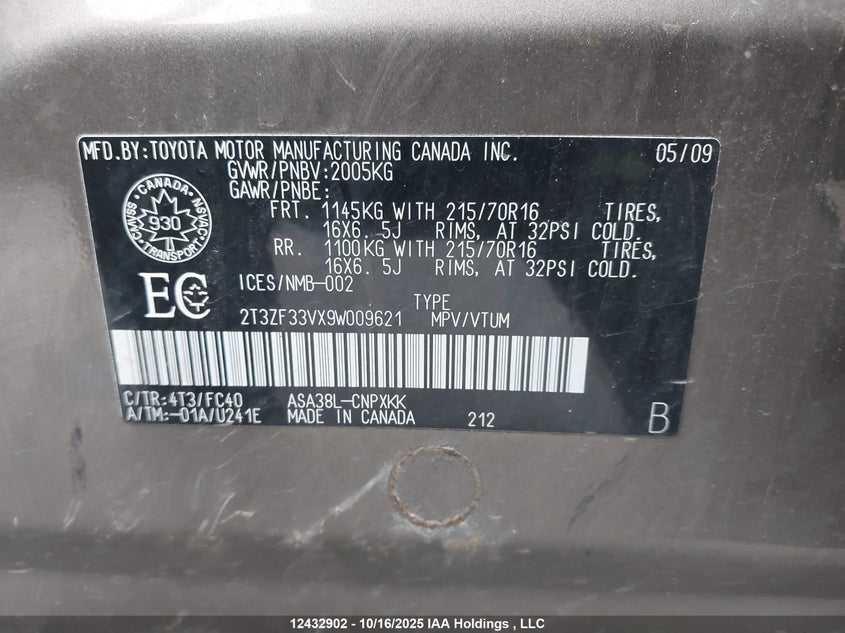 MFD.BY:TOYOTA MOTOR MANUFACTURING CANADA INC. 05/09
GVWR/PNBV:2005KG
GAWR/PNBE:
FRT. 1145KG WITH 215/70R16 TIRES,
16X6.5J RIMS, AT 32PSI COLD.
RR. 1100KG WITH 215/70R16 TIRES,
16X6.5J RIMS, AT 32PSI COLD.
CANADA
CMVSS 930 NSVAC
TRANSPORT
EC
ICES/NMB-002
TYPE
2T3ZF33VX9W009621 MPV/VTUM
C/TR:4T3/FC40 ASA38L-CNPXKK
A/TM:-01A/U241E MADE IN CANADA 212 B
12432902 - 10/16/2025 IAA Holdings , LLC